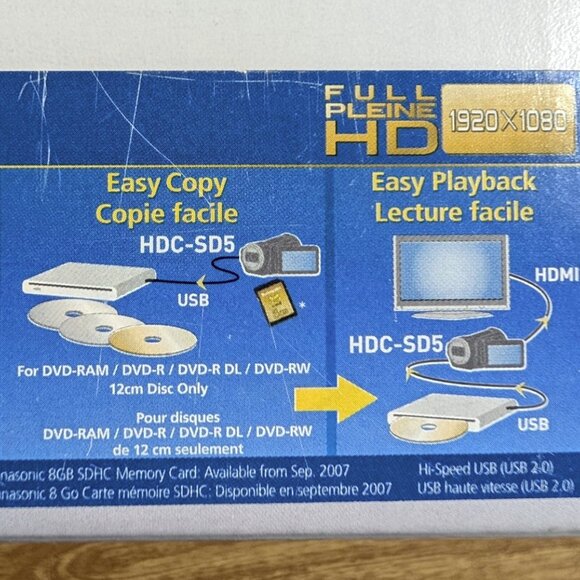 FULL
PLEINE
HD 1920X1080
Easy Copy
Copie facile
HDC-SD5
USB
*
For DVD-RAM / DVD-R / DVD-R DL / DVD-RW
12cm Disc Only
Pour disques
DVD-RAM / DVD-R / DVD-R DL / DVD-RW
de 12 cm seulement
Easy Playback
Lecture facile
HDMI
HDC-SD5
USB
anasonic 8GB SDHC Memory Card: Available from Sep. 2007
anasonic 8 Go Carte mémoire SDHC: Disponible en septembre 2007
Hi-Speed USB (USB 2.0)
USB haute vitesse (USB 2.0)